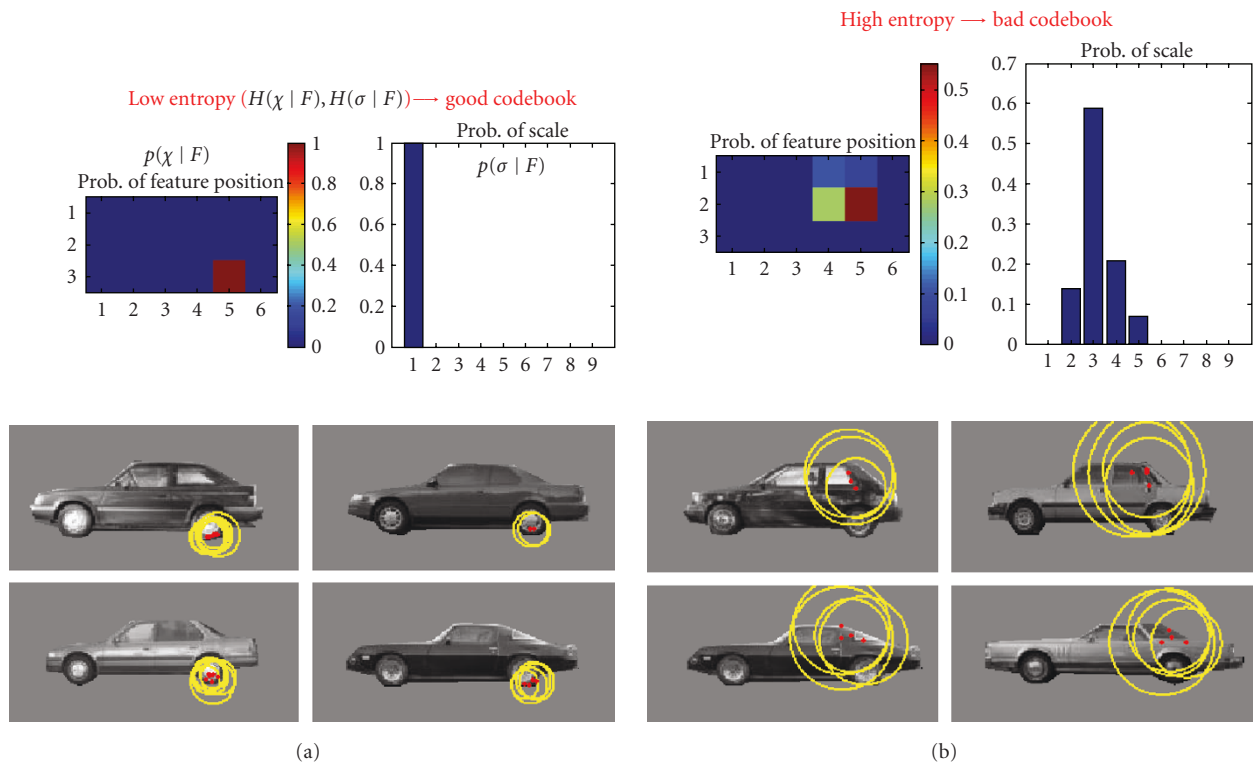 Low entropy (H(χ | F), H(σ | F)) → good codebook
p(χ | F)
Prob. of feature position
1
2
3
1 2 3 4 5 6
1
0.8
0.6
0.4
0.2
0
Prob. of scale
p(σ | F)
1
0.8
0.6
0.4
0.2
0
1 2 3 4 5 6 7 8 9
High entropy → bad codebook
Prob. of feature position
1
2
3
1 2 3 4 5 6
0.5
0.4
0.3
0.2
0.1
0
Prob. of scale
0.7
0.6
0.5
0.4
0.3
0.2
0.1
0
1 2 3 4 5 6 7 8 9
(a)
(b)